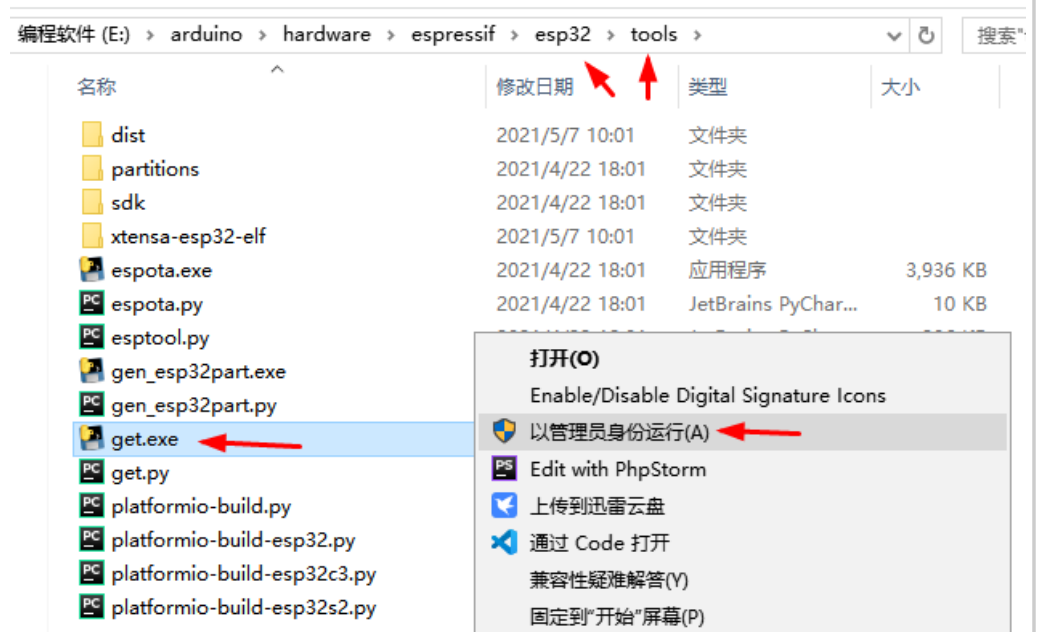 编程软件 (E:) › arduino › hardware › espressif › esp32 › tools › 搜索"
名称 修改日期 类型 大小
dist 2021/5/7 10:01 文件夹
partitions 2021/4/22 18:01 文件夹
sdk 2021/4/22 18:01 文件夹
xtensa-esp32-elf 2021/5/7 10:01 文件夹
espota.exe 2021/4/22 18:01 应用程序 3,936 KB
espota.py 2021/4/22 18:01 JetBrains PyChar... 10 KB
esptool.py
gen_esp32part.exe
gen_esp32part.py
get.exe
get.py
platformio-build.py
platformio-build-esp32.py
platformio-build-esp32c3.py
platformio-build-esp32s2.py
打开(O)
Enable/Disable Digital Signature Icons
以管理员身份运行(A)
Edit with PhpStorm
上传到迅雷云盘
通过 Code 打开
兼容性疑难解答(Y)
固定到"开始"屏幕(P)